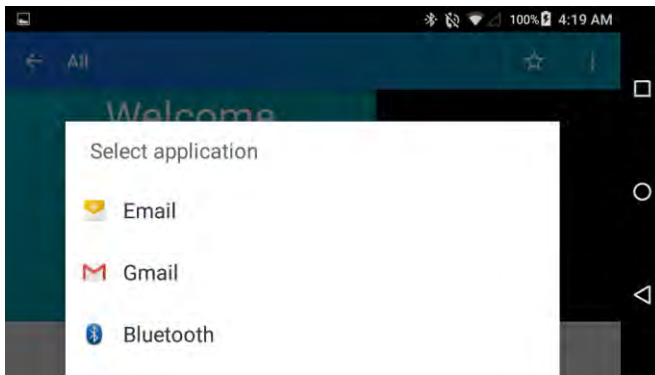 100% 4:19 AM
All
Welcome
Select application
Email
Gmail
Bluetooth